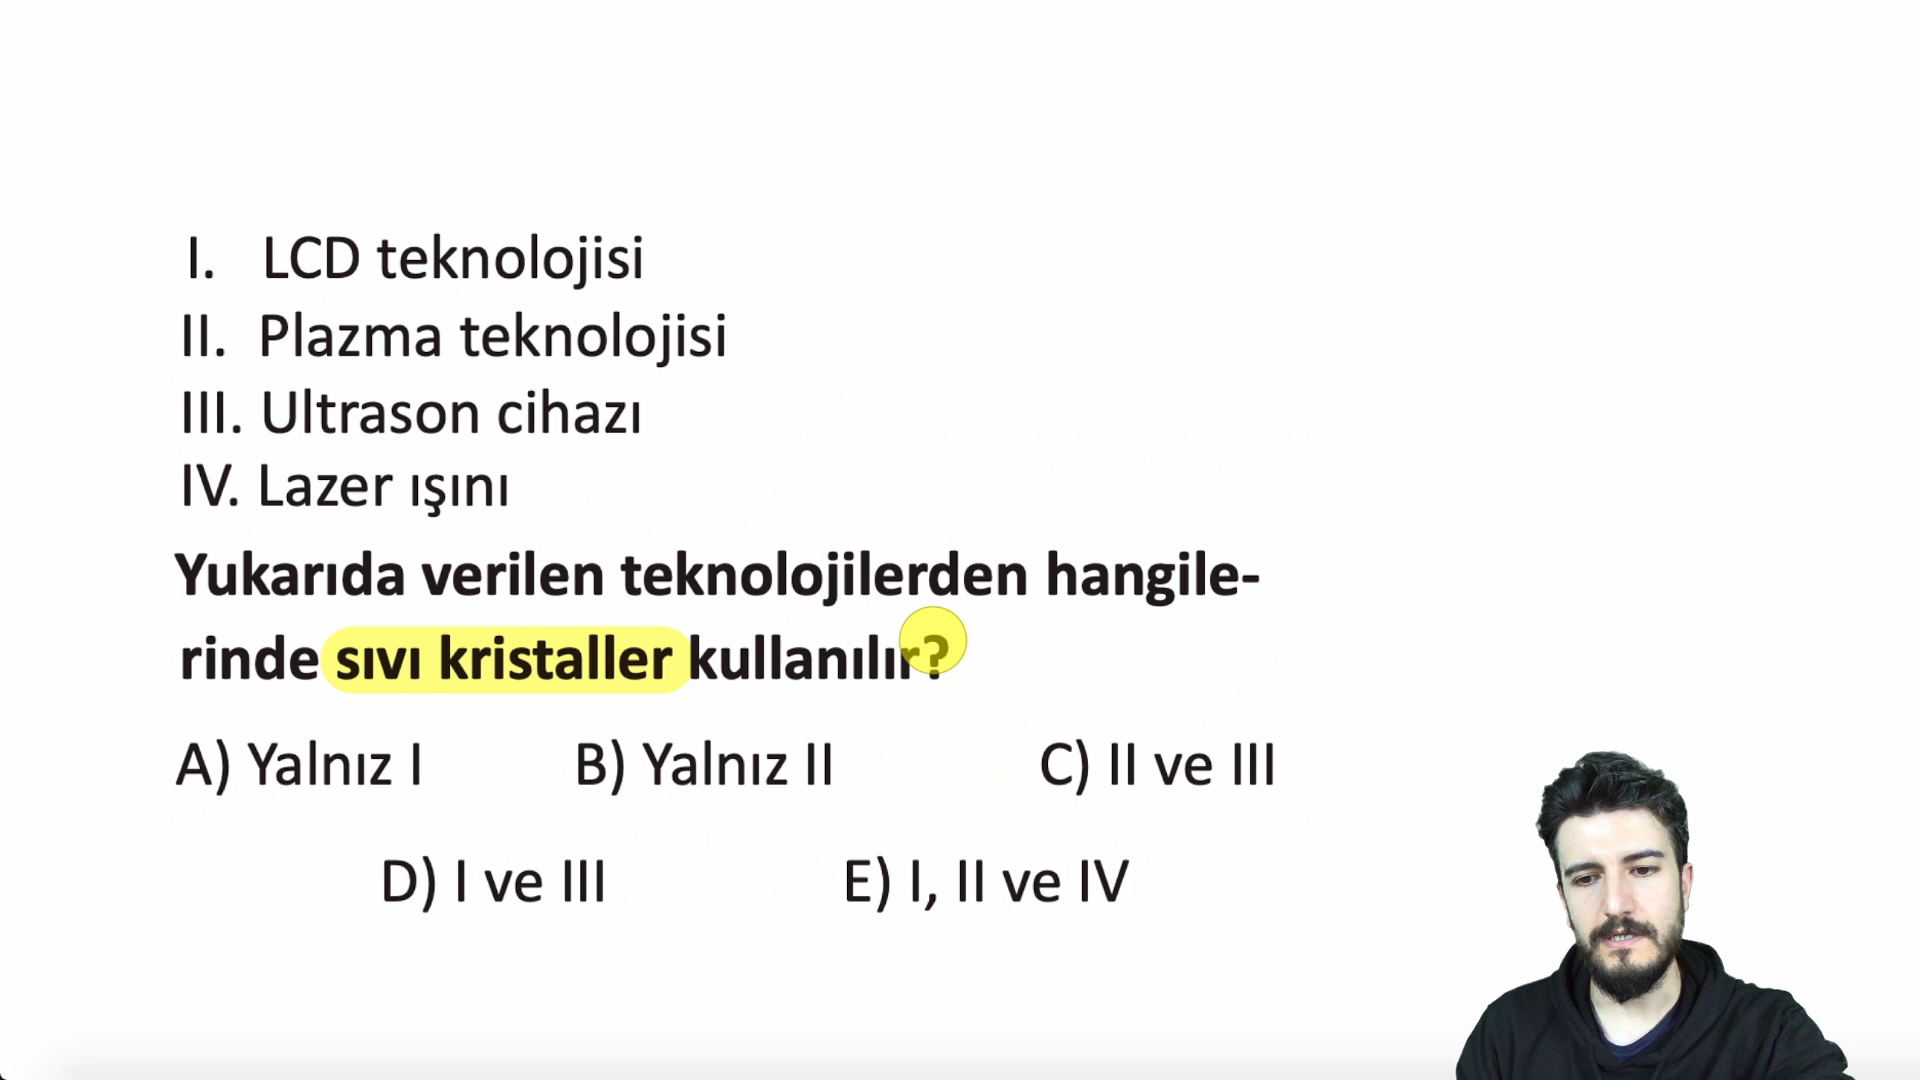 I. LCD teknolojisi
II. Plazma teknolojisi
III. Ultrason cihazı
IV. Lazer ışını
Yukarıda verilen teknolojilerden hangile-
rinde sıvı kristaller kullanılır?
A) Yalnız I B) Yalnız II C) II ve III
D) I ve III E) I, II ve IV